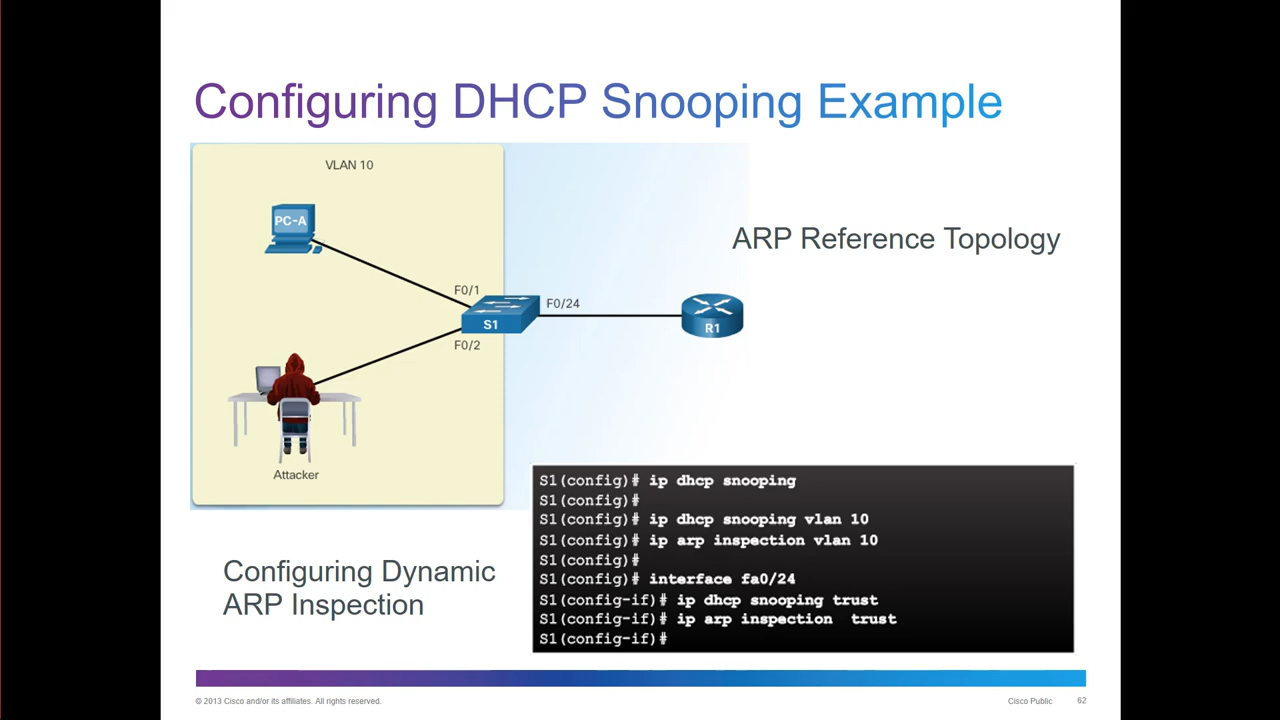 Configuring DHCP Snooping Example
VLAN 10
PC-A
ARP Reference Topology
F0/1
F0/24
S1
R1
F0/2
Attacker
S1(config)# ip dhcp snooping
S1(config)#
S1(config)# ip dhcp snooping vlan 10
S1(config)# ip arp inspection vlan 10
S1(config)#
S1(config)# interface fa0/24
S1(config-if)# ip dhcp snooping trust
S1(config-if)# ip arp inspection  trust
S1(config-if)#
Configuring Dynamic
ARP Inspection
© 2013 Cisco and/or its affiliates. All rights reserved.
Cisco Public
62